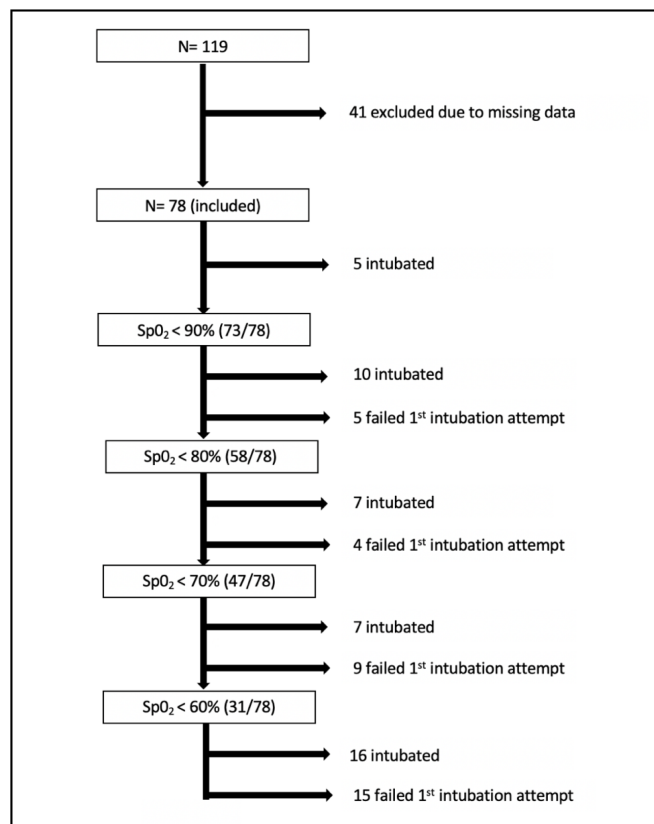 N= 119
41 excluded due to missing data
N= 78 (included)
5 intubated
Sp0₂ < 90% (73/78)
10 intubated
5 failed 1ˢᵗ intubation attempt
Sp0₂ < 80% (58/78)
7 intubated
4 failed 1ˢᵗ intubation attempt
Sp0₂ < 70% (47/78)
7 intubated
9 failed 1ˢᵗ intubation attempt
Sp0₂ < 60% (31/78)
16 intubated
15 failed 1ˢᵗ intubation attempt